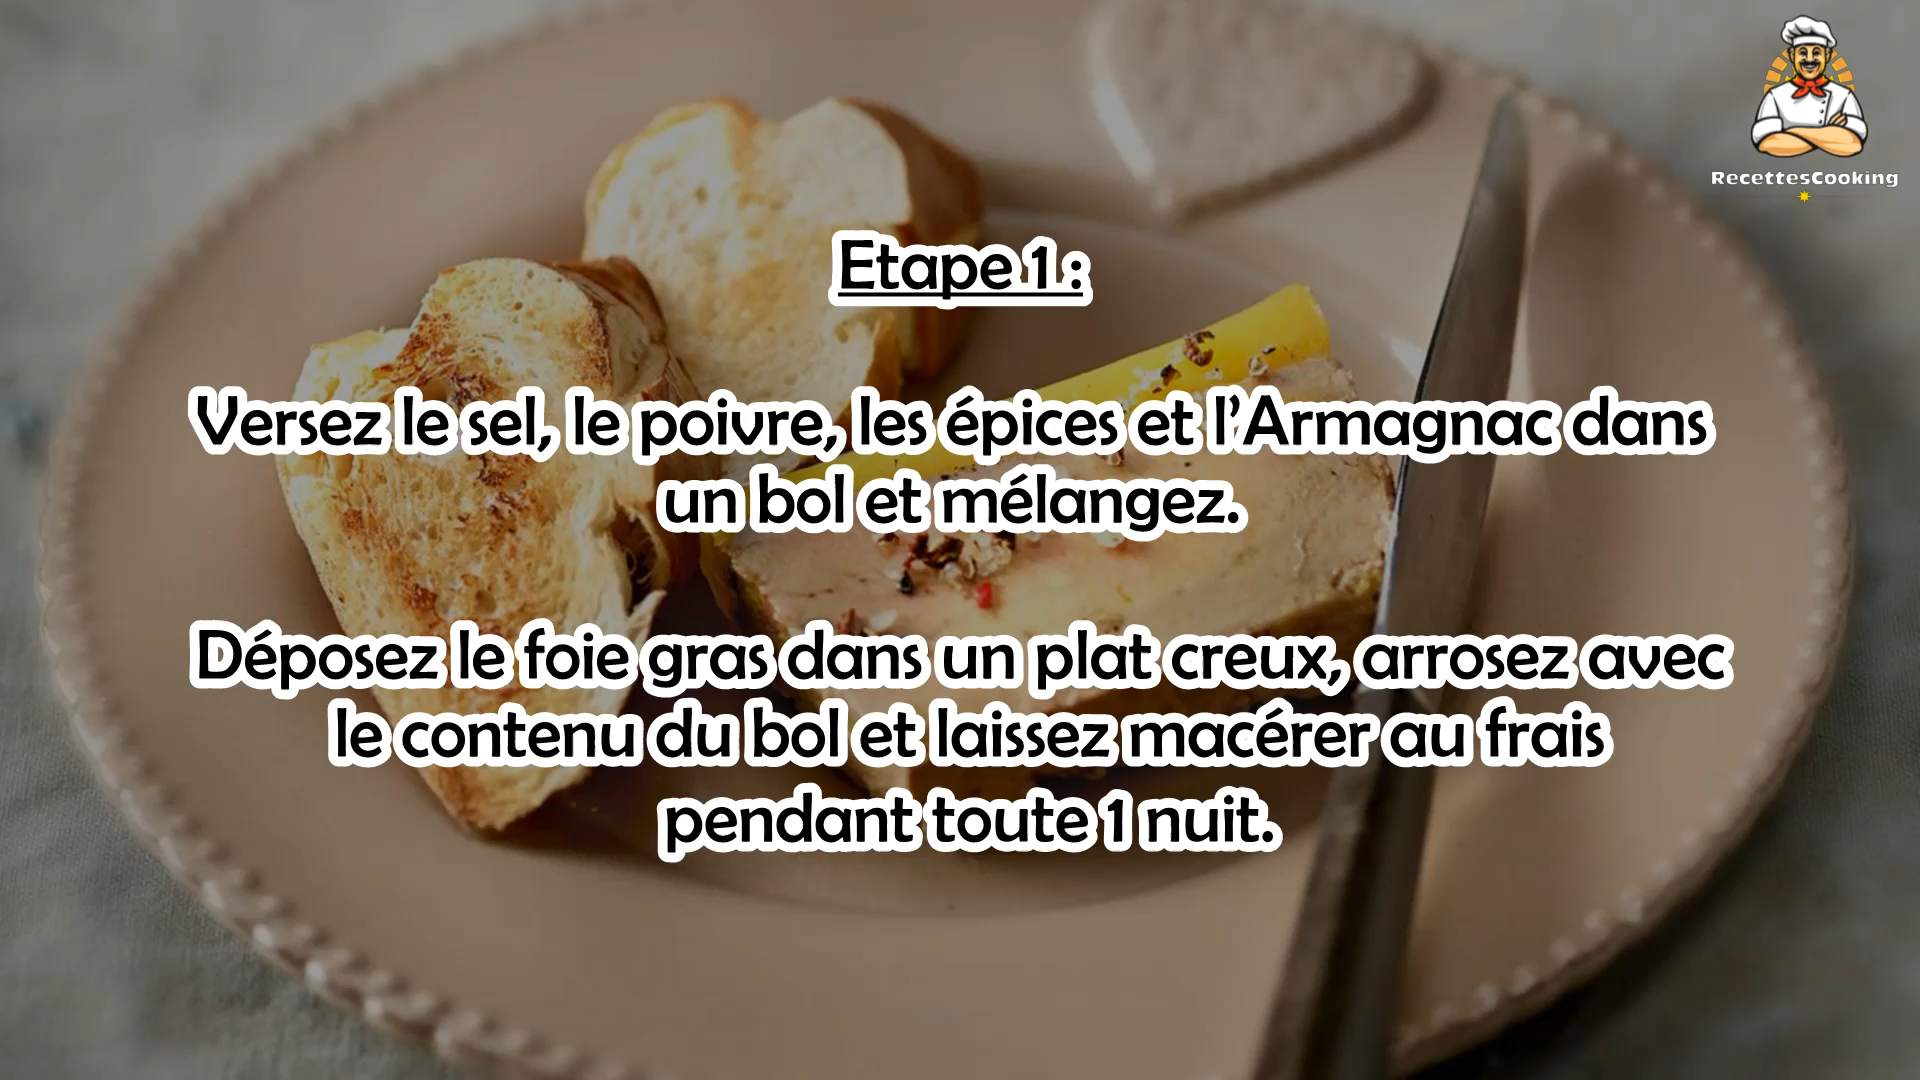 RecettesCooking
Etape 1 :
Versez le sel, le poivre, les épices et l’Armagnac dans
un bol et mélangez.
Déposez le foie gras dans un plat creux, arrosez avec
le contenu du bol et laissez macérer au frais
pendant toute 1 nuit.